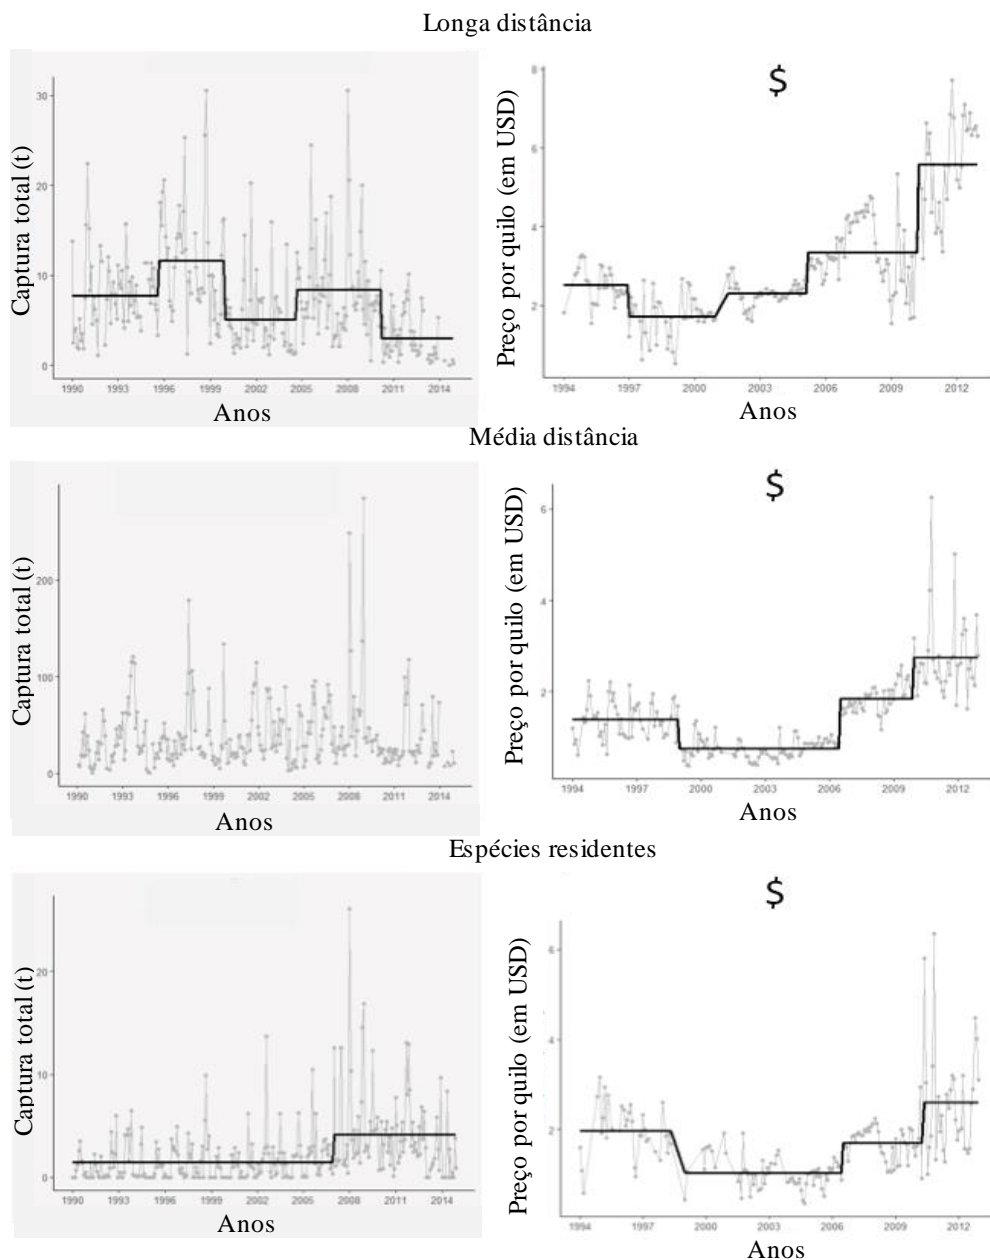 Longa distância
Captura total (t)
30
20
10
0
1990 1993 1996 1999 2002 2005 2008 2011 2014
Anos
$
Preço por quilo (em USD)
8
6
4
2
1994 1997 2000 2003 2006 2009 2012
Anos
Média distância
Captura total (t)
200
100
0
1990 1993 1996 1999 2002 2005 2008 2011 2014
Anos
$
Preço por quilo (em USD)
6
4
2
1994 1997 2000 2003 2006 2009 2012
Anos
Espécies residentes
Captura total (t)
20
10
0
1990 1993 1996 1999 2002 2005 2008 2011 2014
Anos
$
Preço por quilo (em USD)
6
4
2
1994 1997 2000 2003 2006 2009 2012
Anos